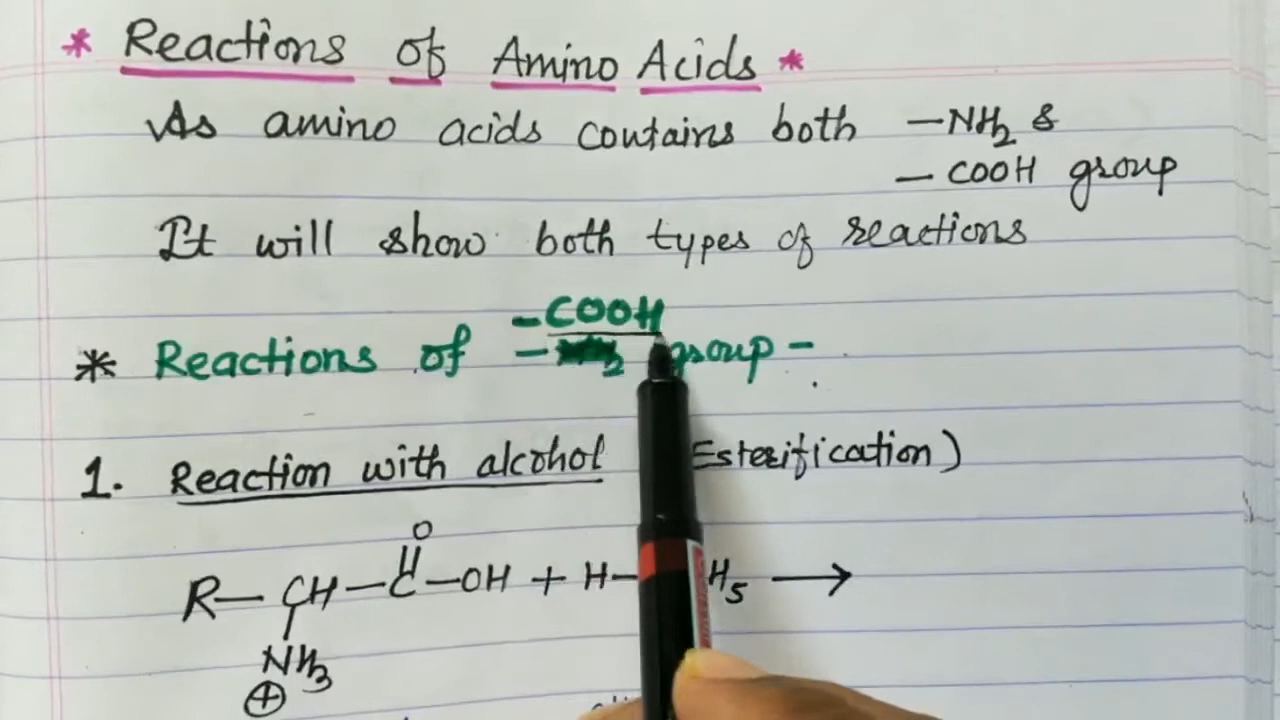 * Reactions of Amino Acids *
As amino acids contains both —NH₂ &
— COOH group
It will show both types of reactions
-COOH
* Reactions of - group -
1. Reaction with alcohol Esterification)
O
R— CH —C—OH + H— H₅ ⟶
NH₃
⊕